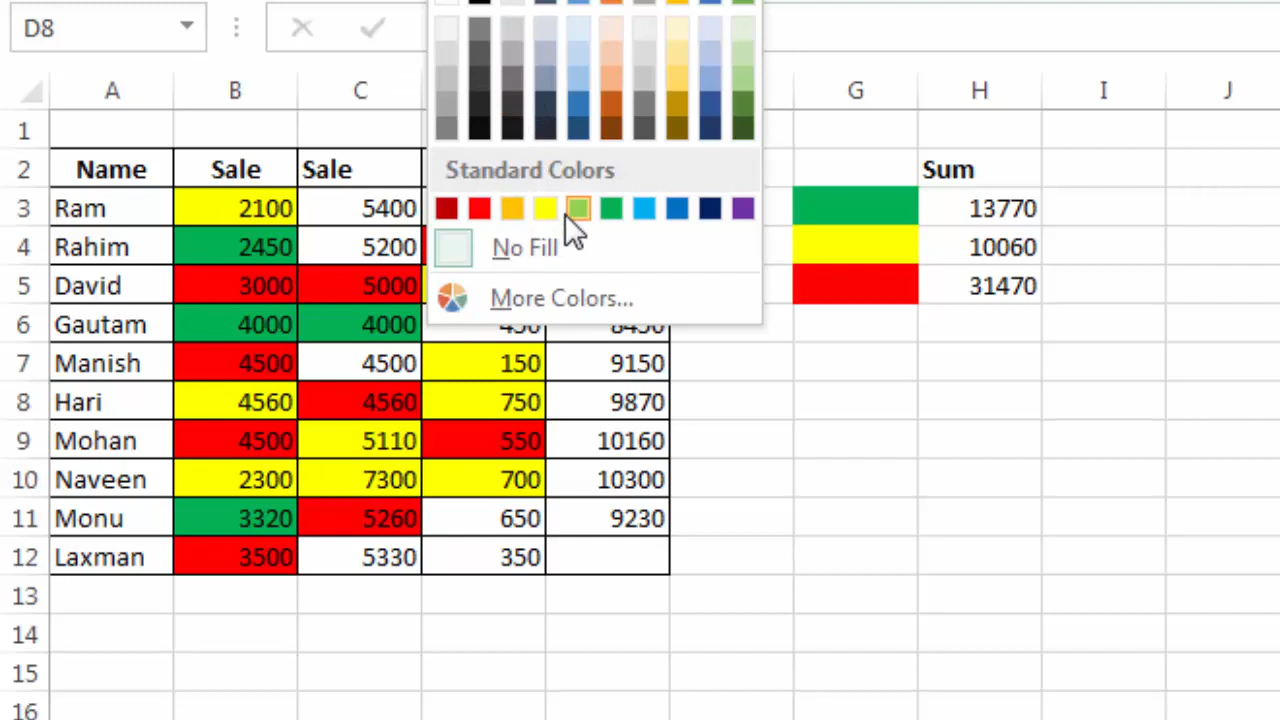 D8
A B C G H I J
1
2 Name Sale Sale Sum
Standard Colors
3 Ram 2100 5400 13770
4 Rahim 2450 5200 10060
No Fill
5 David 3000 5000 31470
More Colors...
6 Gautam 4000 4000 450 8450
7 Manish 4500 4500 150 9150
8 Hari 4560 4560 750 9870
9 Mohan 4500 5110 550 10160
10 Naveen 2300 7300 700 10300
11 Monu 3320 5260 650 9230
12 Laxman 3500 5330 350
13
14
15
16